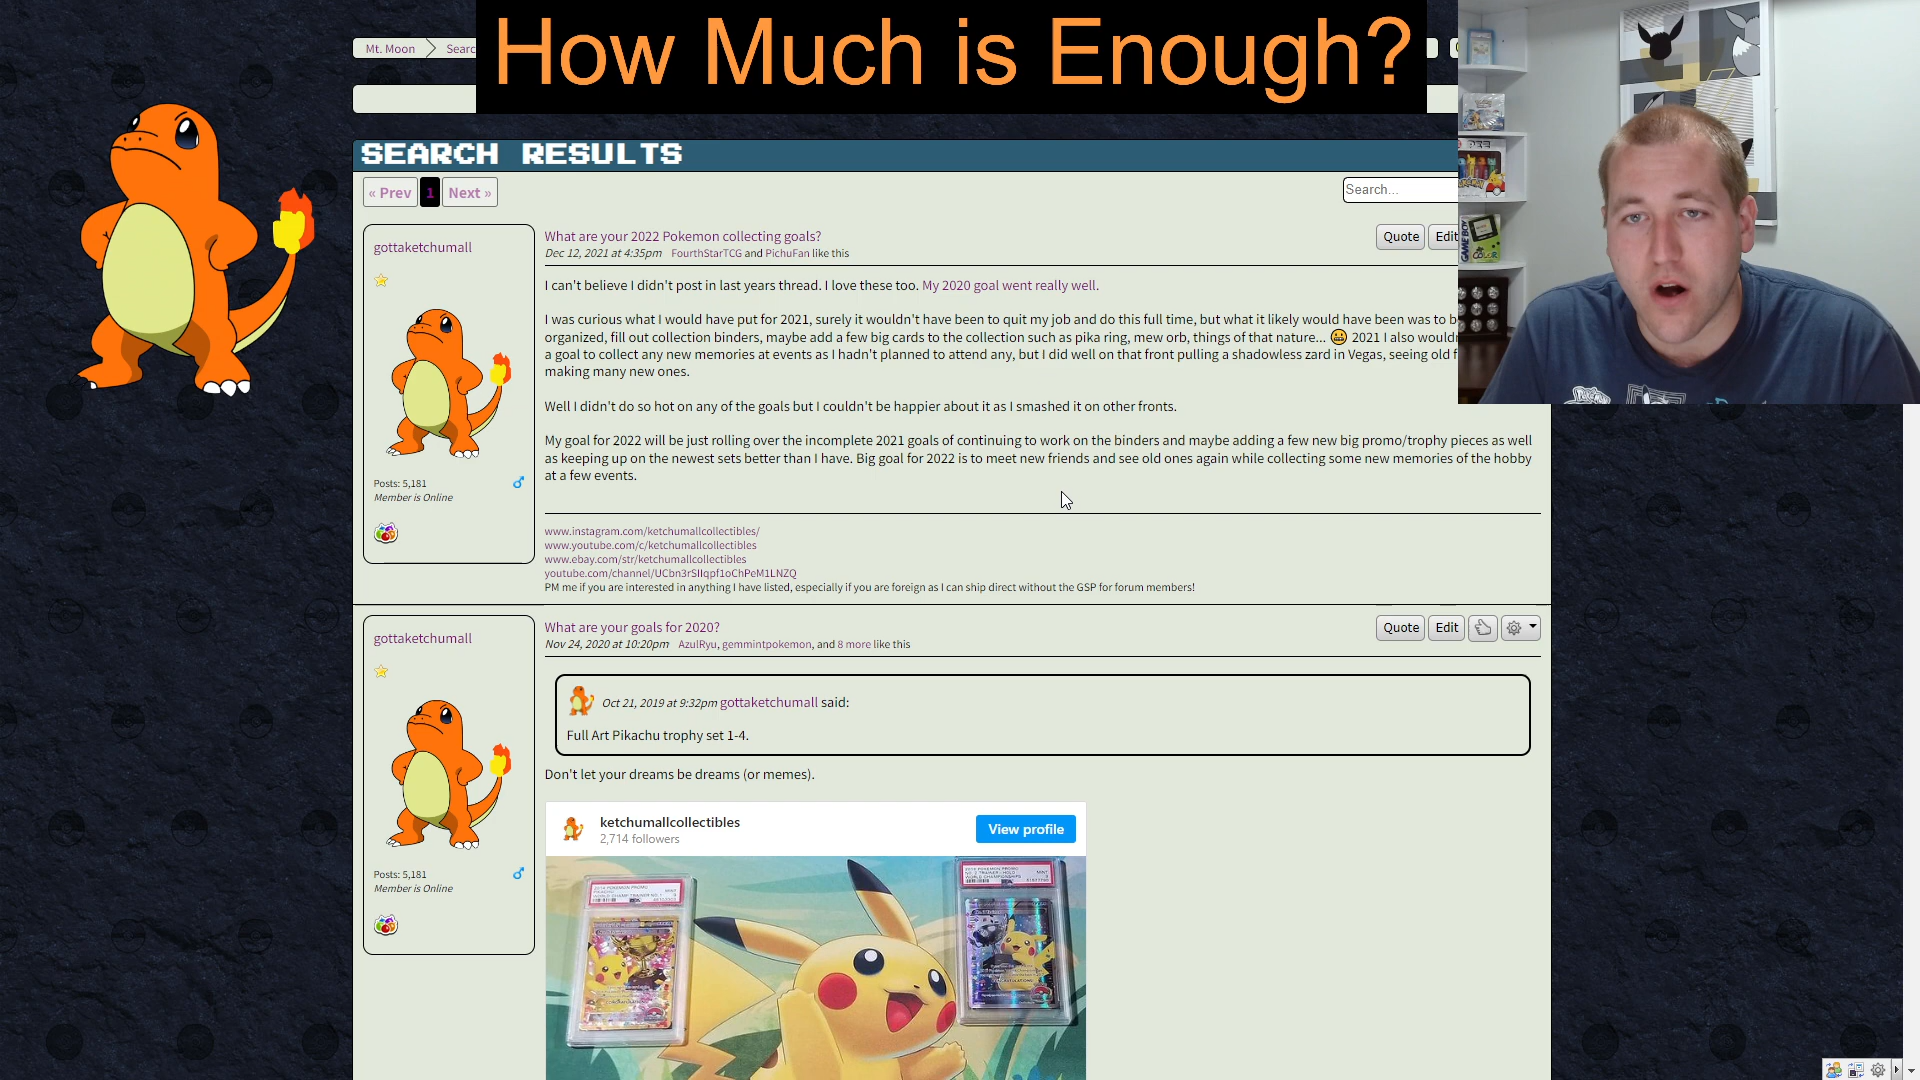 How Much is Enough?
Mt. Moon
Searc
SEARCH RESULTS
« Prev 1 Next »
Search...
gottaketchumall
Posts: 5,181
Member is Online
What are your 2022 Pokemon collecting goals?
Quote Edit
Dec 12, 2021 at 4:35pm FourthStarTCG and PichuFan like this
I can't believe I didn't post in last years thread. I love these too. My 2020 goal went really well.
I was curious what I would have put for 2021, surely it wouldn't have been to quit my job and do this full time, but what it likely would have been was to b
organized, fill out collection binders, maybe add a few big cards to the collection such as pika ring, mew orb, things of that nature... 2021 I also wouldn
a goal to collect any new memories at events as I hadn't planned to attend any, but I did well on that front pulling a shadowless zard in Vegas, seeing old f
making many new ones.
Well I didn't do so hot on any of the goals but I couldn't be happier about it as I smashed it on other fronts.
My goal for 2022 will be just rolling over the incomplete 2021 goals of continuing to work on the binders and maybe adding a few new big promo/trophy pieces as well
as keeping up on the newest sets better than I have. Big goal for 2022 is to meet new friends and see old ones again while collecting some new memories of the hobby
at a few events.
www.instagram.com/ketchumallcollectibles/
www.youtube.com/c/ketchumallcollectibles
www.ebay.com/str/ketchumallcollectibles
youtube.com/channel/UCbn3rSIIqpf1oChPeM1LNZQ
PM me if you are interested in anything I have listed, especially if you are foreign as I can ship direct without the GSP for forum members!
gottaketchumall
Posts: 5,181
Member is Online
What are your goals for 2020?
Quote Edit
Nov 24, 2020 at 10:20pm AzulRyu, gemmintpokemon, and 8 more like this
Oct 21, 2019 at 9:32pm gottaketchumall said:
Full Art Pikachu trophy set 1-4.
Don't let your dreams be dreams (or memes).
ketchumallcollectibles
2,714 followers
View profile
GAME BOY
COLOR